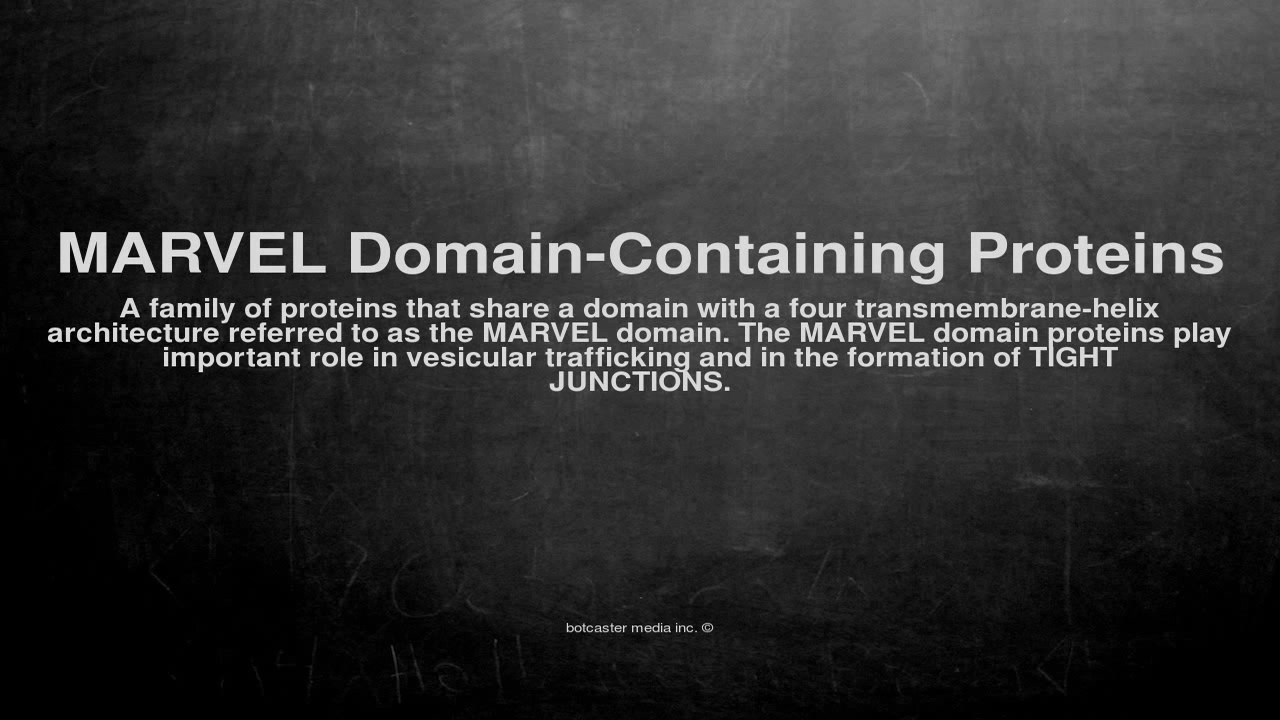 MARVEL Domain-Containing Proteins
A family of proteins that share a domain with a four transmembrane-helix
architecture referred to as the MARVEL domain. The MARVEL domain proteins play
important role in vesicular trafficking and in the formation of TIGHT
JUNCTIONS.
botcaster media inc. ©